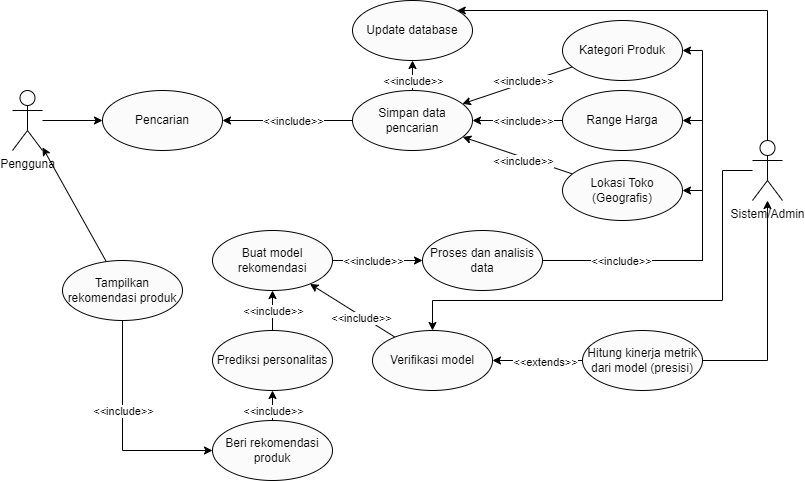 Update database
Kategori Produk
<<include>>
<<include>>
Pencarian
<<include>>
Simpan data
pencarian
<<include>>
Range Harga
Pengguna
<<include>>
Lokasi Toko
(Geografis)
Sistem/Admin
Buat model
rekomendasi
<<include>>
Proses dan analisis
data
<<include>>
Tampilkan
rekomendasi produk
<<include>>
<<include>>
Prediksi personalitas
Verifikasi model
<<extends>>
Hitung kinerja metrik
dari model (presisi)
<<include>>
<<include>>
Beri rekomendasi
produk